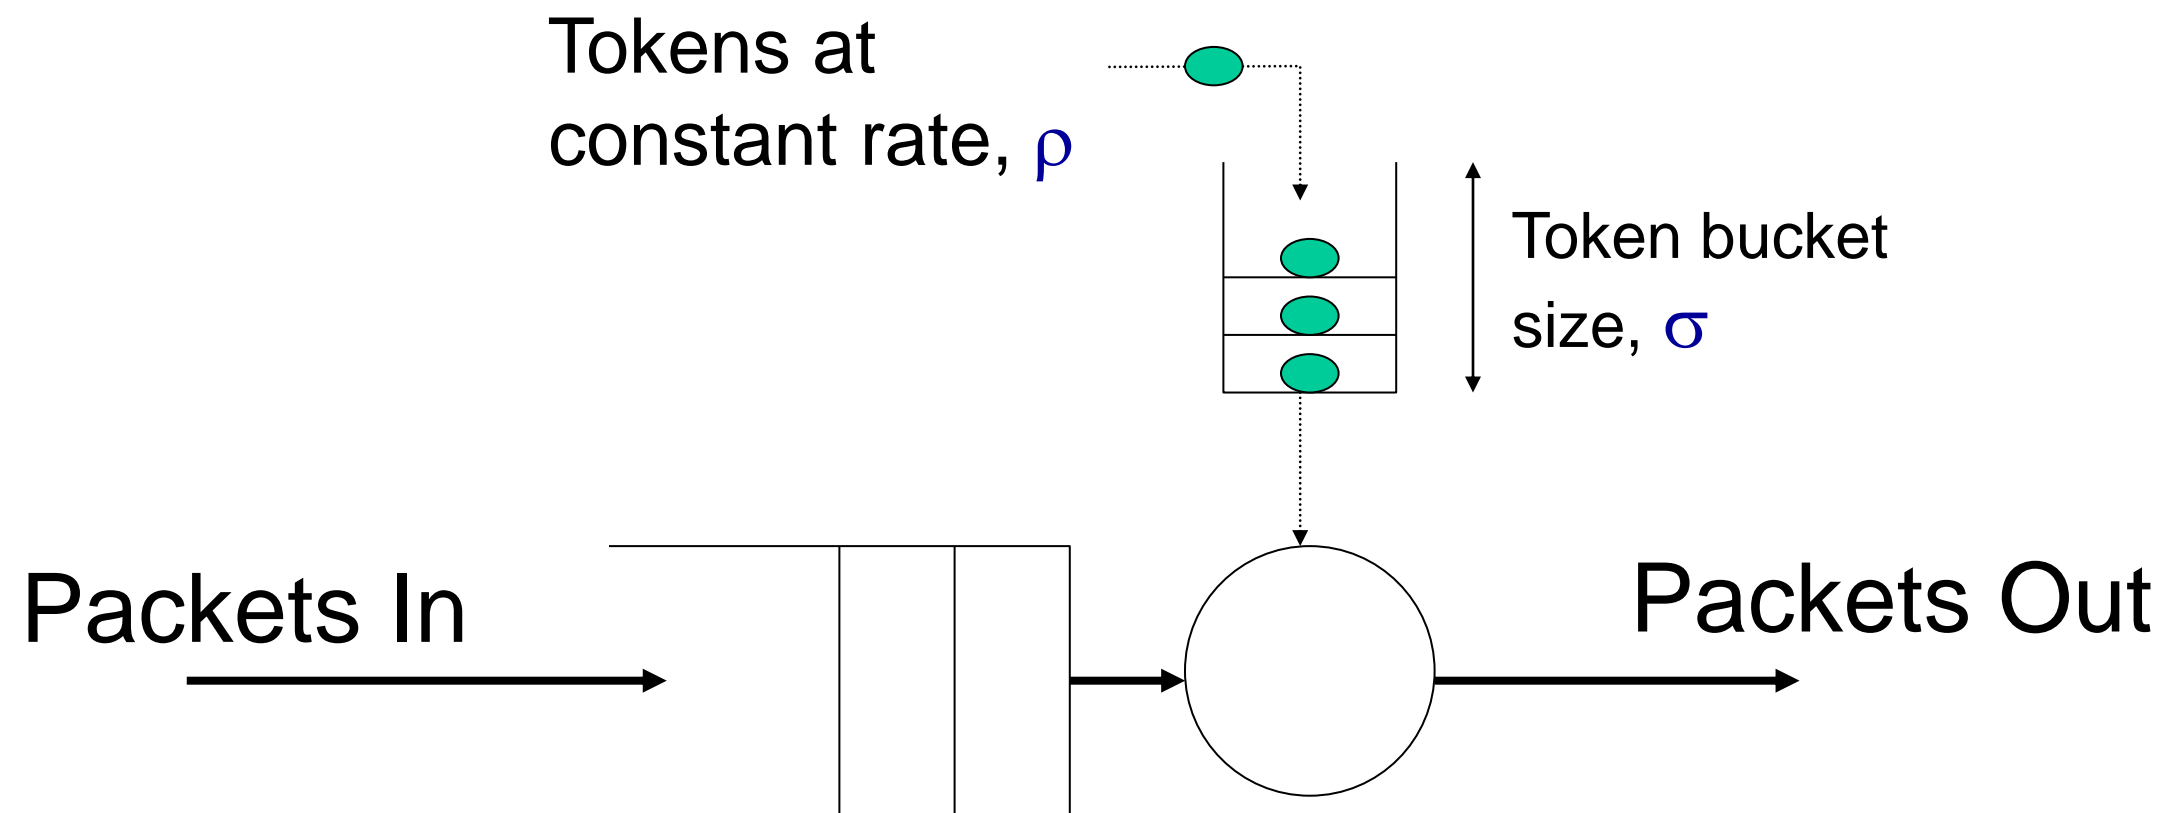 Tokens at
constant rate, ρ
Token bucket
size, σ
Packets In
Packets Out